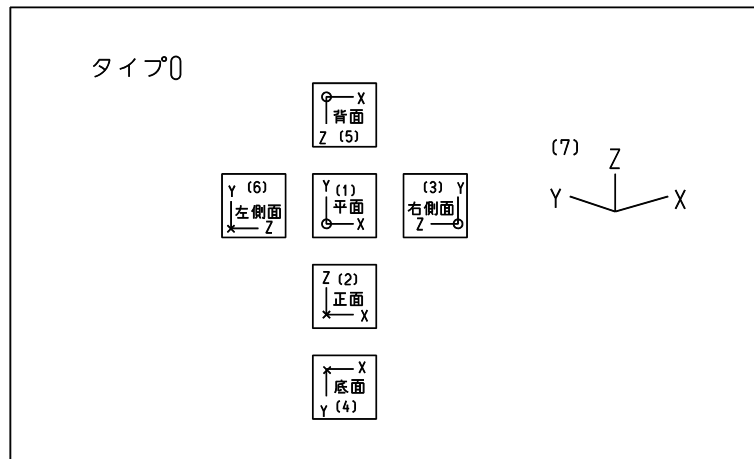 タイプ0
X
背面
Z (5)
Y (6)
左側面
Z
Y (1)
平面
X
(3) Y
右側面
Z
(7)
Z
Y
X
Z (2)
正面
X
X
底面
Y (4)